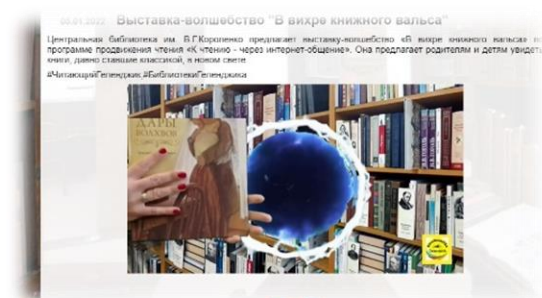 08.04.2022 Выставка-волшебство "В вихре книжного вальса"
Центральная библиотека им. В.Г.Короленко предлагает выставку-волшебство «В вихре книжного вальса» по
программе продвижения чтения «К чтению - через интернет-общение». Она предлагает родителям и детям увидеть
книги, давно ставшие классикой, в новом свете.
#ЧитающийГеленджик #БиблиотекиГеленджика
ДАРЫ
ВОЛХВОВ